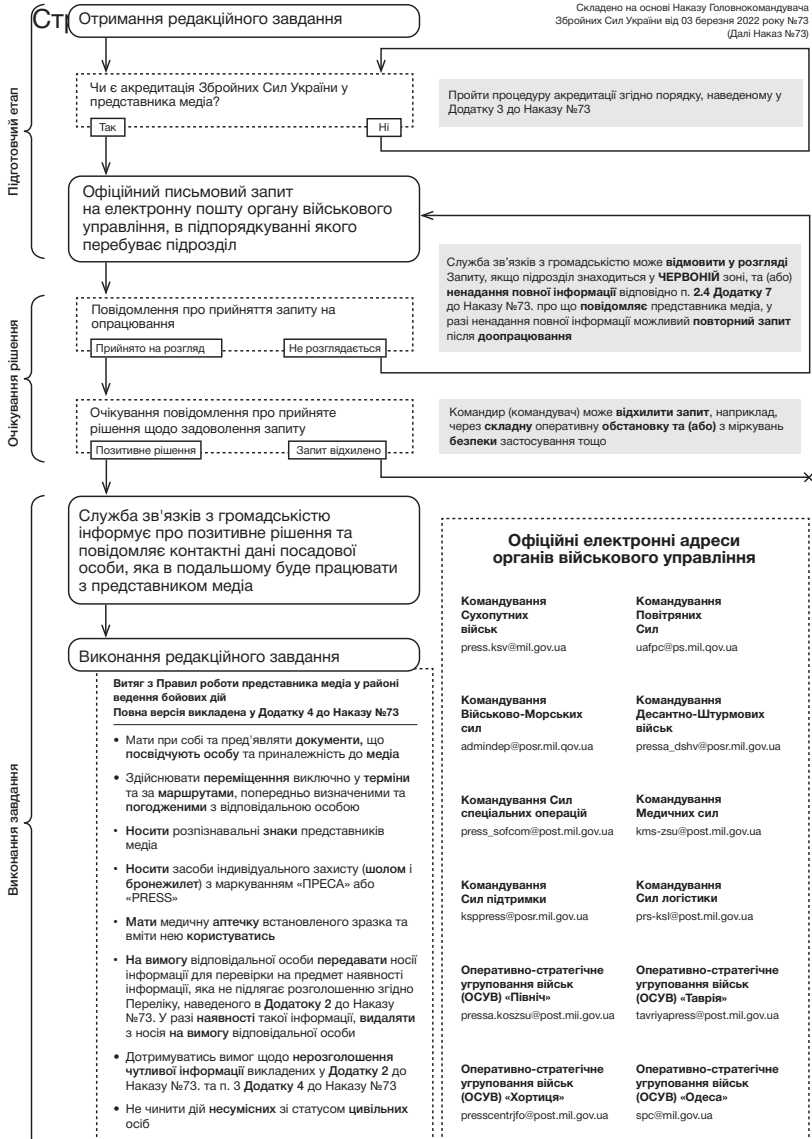 Отримання редакційного завдання
Складено на основі Наказу Головнокомандувача
Збройних Сил України від 03 березня 2022 року №73
(Далі Наказ №73)
Підготовчий етап
Чи є акредитація Збройних Сил України у
представника медіа?
Так
Ні
Пройти процедуру акредитації згідно порядку, наведеному у
Додатку 3 до Наказу №73
Офіційний письмовий запит
на електронну пошту органу військового
управління, в підпорядкуванні якого
перебуває підрозділ
Служба зв’язків з громадськістю може відмовити у розгляді
Запиту, якщо підрозділ знаходиться у ЧЕРВОНІЙ зоні, та (або)
ненадання повної інформації відповідно п. 2.4 Додатку 7
до Наказу №73. про що повідомляє представника медіа, у
разі ненадання повної інформації можливий повторний запит
після доопрацювання
Очікування рішення
Повідомлення про прийняття запиту на
опрацювання
Прийнято на розгляд
Не розглядається
Очікування повідомлення про прийняте
рішення щодо задоволення запиту
Позитивне рішення
Запит відхилено
Командир (командувач) може відхилити запит, наприклад,
через складну оперативну обстановку та (або) з міркувань
безпеки застосування тощо
Виконання завдання
Служба зв'язків з громадськістю
інформує про позитивне рішення та
повідомляє контактні дані посадової
особи, яка в подальшому буде працювати
з представником медіа
Виконання редакційного завдання
Витяг з Правил роботи представника медіа у районі
ведення бойових дій
Повна версія викладена у Додатку 4 до Наказу №73
• Мати при собі та пред'являти документи, що
посвідчують особу та приналежність до медіа
• Здійснювати переміщенння виключно у терміни
та за маршрутами, попередньо визначеними та
погодженими з відповідальною особою
• Носити розпізнавальні знаки представників
медіа
• Носити засоби індивідуального захисту (шолом і
бронежилет) з маркуванням «ПРЕСА» або
«PRESS»
• Мати медичну аптечку встановленого зразка та
вміти нею користуватись
• На вимогу відповідальної особи передавати носії
інформації для перевірки на предмет наявності
інформації, яка не підлягає розголошенню згідно
Переліку, наведеного в Додатоку 2 до Наказу
№73. У разі наявності такої інформації, видаляти
з носія на вимогу відповідальної особи
• Дотримуватись вимог щодо нерозголошення
чутливої інформації викладених у Додатку 2 до
Наказу №73. та п. 3 Додатку 4 до Наказу №73
• Не чинити дій несумісних зі статусом цивільних
осіб
Офіційні електронні адреси
органів військового управління
Командування
Сухопутних
військ
press.ksv@mil.gov.ua
Командування
Повітряних
Сил
uafpc@ps.mil.qov.ua
Командування
Військово-Морських
сил
admindep@posr.mil.qov.ua
Командування
Десантно-Штурмових
військ
pressa_dshv@posr.mil.gov.ua
Командування Сил
спеціальних операцій
press_sofcom@post.mil.gov.ua
Командування
Медичних сил
kms-zsu@post.mil.gov.ua
Командування
Сил підтримки
ksppress@posr.mil.gov.ua
Командування
Сил логістики
prs-ksl@post.mil.gov.ua
Оперативно-стратегічне
угруповання військ
(ОСУВ) «Північ»
pressa.koszsu@post.mii.gov.ua
Оперативно-стратегічне
угруповання військ
(ОСУВ) «Таврія»
tavriyapress@post.mil.gov.ua
Оперативно-стратегічне
угруповання військ
(ОСУВ) «Хортиця»
presscentrjfo@post.mil.gov.ua
Оперативно-стратегічне
угруповання військ
(ОСУВ) «Одеса»
spc@mil.gov.ua